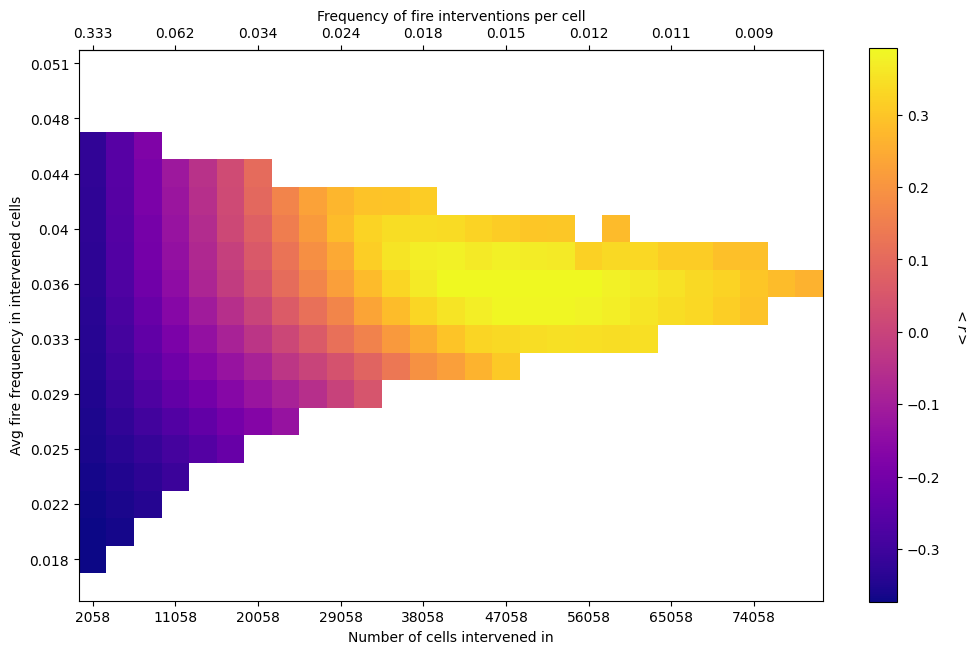 Frequency of fire interventions per cell
0.333 0.062 0.034 0.024 0.018 0.015 0.012 0.011 0.009
Avg fire frequency in intervened cells
0.051
0.048
0.044
0.04
0.036
0.033
0.029
0.025
0.022
0.018
2058 11058 20058 29058 38058 47058 56058 65058 74058
Number of cells intervened in
0.3
0.2
0.1
0.0
−0.1
−0.2
−0.3
< r >